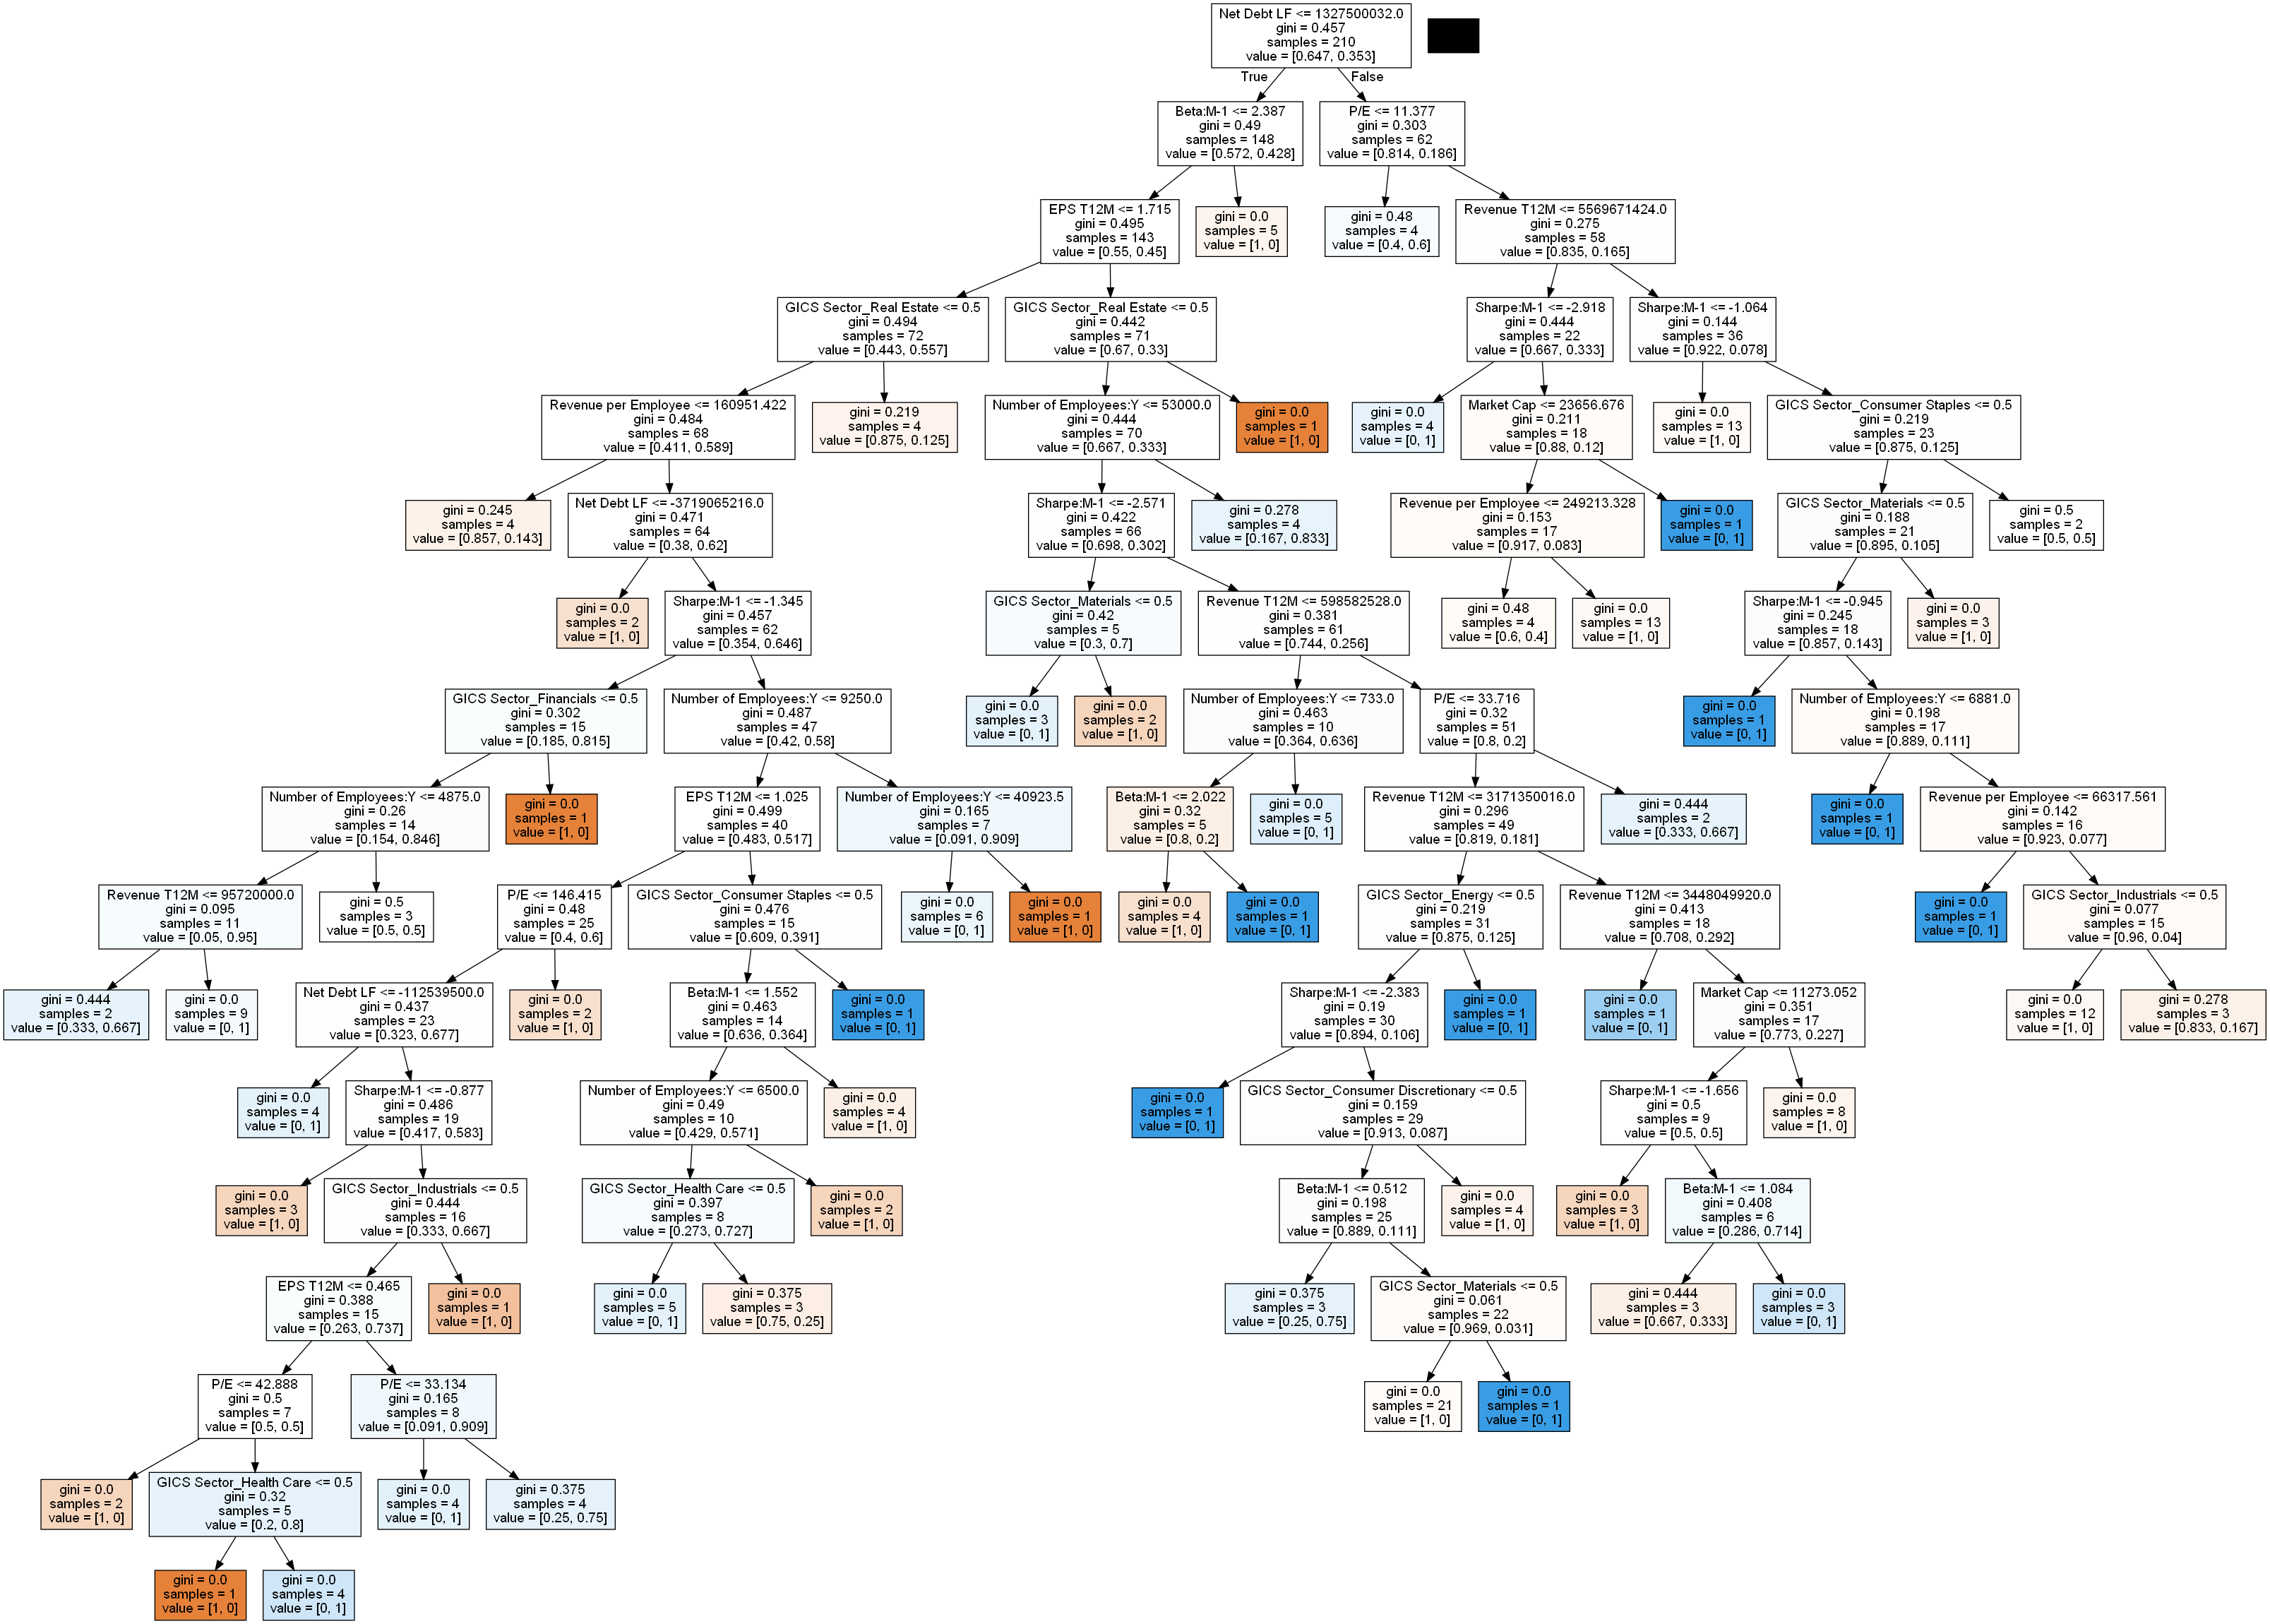 Net Debt LF <= 1327500032.0
gini = 0.457
samples = 210
value = [0.647, 0.353]
True
False
Beta:M-1 <= 2.387
gini = 0.49
samples = 148
value = [0.572, 0.428]
P/E <= 11.377
gini = 0.303
samples = 62
value = [0.814, 0.186]
EPS T12M <= 1.715
gini = 0.495
samples = 143
value = [0.55, 0.45]
gini = 0.0
samples = 5
value = [1, 0]
gini = 0.48
samples = 4
value = [0.4, 0.6]
Revenue T12M <= 5569671424.0
gini = 0.275
samples = 58
value = [0.835, 0.165]
GICS Sector_Real Estate <= 0.5
gini = 0.494
samples = 72
value = [0.443, 0.557]
GICS Sector_Real Estate <= 0.5
gini = 0.442
samples = 71
value = [0.67, 0.33]
Sharpe:M-1 <= -2.918
gini = 0.444
samples = 22
value = [0.667, 0.333]
Sharpe:M-1 <= -1.064
gini = 0.144
samples = 36
value = [0.922, 0.078]
Revenue per Employee <= 160951.422
gini = 0.484
samples = 68
value = [0.411, 0.589]
gini = 0.219
samples = 4
value = [0.875, 0.125]
Number of Employees:Y <= 53000.0
gini = 0.444
samples = 70
value = [0.667, 0.333]
gini = 0.0
samples = 1
value = [1, 0]
gini = 0.0
samples = 4
value = [0, 1]
Market Cap <= 23656.676
gini = 0.211
samples = 18
value = [0.88, 0.12]
gini = 0.0
samples = 13
value = [1, 0]
GICS Sector_Consumer Staples <= 0.5
gini = 0.219
samples = 23
value = [0.875, 0.125]
gini = 0.245
samples = 4
value = [0.857, 0.143]
Net Debt LF <= -3719065216.0
gini = 0.471
samples = 64
value = [0.38, 0.62]
Sharpe:M-1 <= -2.571
gini = 0.422
samples = 66
value = [0.698, 0.302]
gini = 0.278
samples = 4
value = [0.167, 0.833]
Revenue per Employee <= 249213.328
gini = 0.153
samples = 17
value = [0.917, 0.083]
gini = 0.0
samples = 1
value = [0, 1]
GICS Sector_Materials <= 0.5
gini = 0.188
samples = 21
value = [0.895, 0.105]
gini = 0.5
samples = 2
value = [0.5, 0.5]
gini = 0.0
samples = 2
value = [1, 0]
Sharpe:M-1 <= -1.345
gini = 0.457
samples = 62
value = [0.354, 0.646]
GICS Sector_Materials <= 0.5
gini = 0.42
samples = 5
value = [0.3, 0.7]
Revenue T12M <= 598582528.0
gini = 0.381
samples = 61
value = [0.744, 0.256]
gini = 0.48
samples = 4
value = [0.6, 0.4]
gini = 0.0
samples = 13
value = [1, 0]
Sharpe:M-1 <= -0.945
gini = 0.245
samples = 18
value = [0.857, 0.143]
gini = 0.0
samples = 3
value = [1, 0]
GICS Sector_Financials <= 0.5
gini = 0.302
samples = 15
value = [0.185, 0.815]
Number of Employees:Y <= 9250.0
gini = 0.487
samples = 47
value = [0.42, 0.58]
gini = 0.0
samples = 3
value = [0, 1]
gini = 0.0
samples = 2
value = [1, 0]
Number of Employees:Y <= 733.0
gini = 0.463
samples = 10
value = [0.364, 0.636]
P/E <= 33.716
gini = 0.32
samples = 51
value = [0.8, 0.2]
gini = 0.0
samples = 1
value = [0, 1]
Number of Employees:Y <= 6881.0
gini = 0.198
samples = 17
value = [0.889, 0.111]
Number of Employees:Y <= 4875.0
gini = 0.26
samples = 14
value = [0.154, 0.846]
gini = 0.0
samples = 1
value = [1, 0]
EPS T12M <= 1.025
gini = 0.499
samples = 40
value = [0.483, 0.517]
Number of Employees:Y <= 40923.5
gini = 0.165
samples = 7
value = [0.091, 0.909]
Beta:M-1 <= 2.022
gini = 0.32
samples = 5
value = [0.8, 0.2]
gini = 0.0
samples = 5
value = [0, 1]
Revenue T12M <= 3171350016.0
gini = 0.296
samples = 49
value = [0.819, 0.181]
gini = 0.444
samples = 2
value = [0.333, 0.667]
gini = 0.0
samples = 1
value = [0, 1]
Revenue per Employee <= 66317.561
gini = 0.142
samples = 16
value = [0.923, 0.077]
Revenue T12M <= 95720000.0
gini = 0.095
samples = 11
value = [0.05, 0.95]
gini = 0.5
samples = 3
value = [0.5, 0.5]
P/E <= 146.415
gini = 0.48
samples = 25
value = [0.4, 0.6]
GICS Sector_Consumer Staples <= 0.5
gini = 0.476
samples = 15
value = [0.609, 0.391]
gini = 0.0
samples = 6
value = [0, 1]
gini = 0.0
samples = 1
value = [1, 0]
gini = 0.0
samples = 4
value = [1, 0]
gini = 0.0
samples = 1
value = [0, 1]
GICS Sector_Energy <= 0.5
gini = 0.219
samples = 31
value = [0.875, 0.125]
Revenue T12M <= 3448049920.0
gini = 0.413
samples = 18
value = [0.708, 0.292]
gini = 0.0
samples = 1
value = [0, 1]
GICS Sector_Industrials <= 0.5
gini = 0.077
samples = 15
value = [0.96, 0.04]
gini = 0.444
samples = 2
value = [0.333, 0.667]
gini = 0.0
samples = 9
value = [0, 1]
Net Debt LF <= -112539500.0
gini = 0.437
samples = 23
value = [0.323, 0.677]
gini = 0.0
samples = 2
value = [1, 0]
Beta:M-1 <= 1.552
gini = 0.463
samples = 14
value = [0.636, 0.364]
gini = 0.0
samples = 1
value = [0, 1]
Sharpe:M-1 <= -2.383
gini = 0.19
samples = 30
value = [0.894, 0.106]
gini = 0.0
samples = 1
value = [0, 1]
gini = 0.0
samples = 1
value = [0, 1]
Market Cap <= 11273.052
gini = 0.351
samples = 17
value = [0.773, 0.227]
gini = 0.0
samples = 12
value = [1, 0]
gini = 0.278
samples = 3
value = [0.833, 0.167]
gini = 0.0
samples = 4
value = [0, 1]
Sharpe:M-1 <= -0.877
gini = 0.486
samples = 19
value = [0.417, 0.583]
Number of Employees:Y <= 6500.0
gini = 0.49
samples = 10
value = [0.429, 0.571]
gini = 0.0
samples = 4
value = [1, 0]
gini = 0.0
samples = 1
value = [0, 1]
GICS Sector_Consumer Discretionary <= 0.5
gini = 0.159
samples = 29
value = [0.913, 0.087]
Sharpe:M-1 <= -1.656
gini = 0.5
samples = 9
value = [0.5, 0.5]
gini = 0.0
samples = 8
value = [1, 0]
gini = 0.0
samples = 3
value = [1, 0]
GICS Sector_Industrials <= 0.5
gini = 0.444
samples = 16
value = [0.333, 0.667]
GICS Sector_Health Care <= 0.5
gini = 0.397
samples = 8
value = [0.273, 0.727]
gini = 0.0
samples = 2
value = [1, 0]
Beta:M-1 <= 0.512
gini = 0.198
samples = 25
value = [0.889, 0.111]
gini = 0.0
samples = 4
value = [1, 0]
gini = 0.0
samples = 3
value = [1, 0]
Beta:M-1 <= 1.084
gini = 0.408
samples = 6
value = [0.286, 0.714]
EPS T12M <= 0.465
gini = 0.388
samples = 15
value = [0.263, 0.737]
gini = 0.0
samples = 1
value = [1, 0]
gini = 0.0
samples = 5
value = [0, 1]
gini = 0.375
samples = 3
value = [0.75, 0.25]
gini = 0.375
samples = 3
value = [0.25, 0.75]
GICS Sector_Materials <= 0.5
gini = 0.061
samples = 22
value = [0.969, 0.031]
gini = 0.444
samples = 3
value = [0.667, 0.333]
gini = 0.0
samples = 3
value = [0, 1]
P/E <= 42.888
gini = 0.5
samples = 7
value = [0.5, 0.5]
P/E <= 33.134
gini = 0.165
samples = 8
value = [0.091, 0.909]
gini = 0.0
samples = 21
value = [1, 0]
gini = 0.0
samples = 1
value = [0, 1]
gini = 0.0
samples = 2
value = [1, 0]
GICS Sector_Health Care <= 0.5
gini = 0.32
samples = 5
value = [0.2, 0.8]
gini = 0.0
samples = 4
value = [0, 1]
gini = 0.375
samples = 4
value = [0.25, 0.75]
gini = 0.0
samples = 1
value = [1, 0]
gini = 0.0
samples = 4
value = [0, 1]